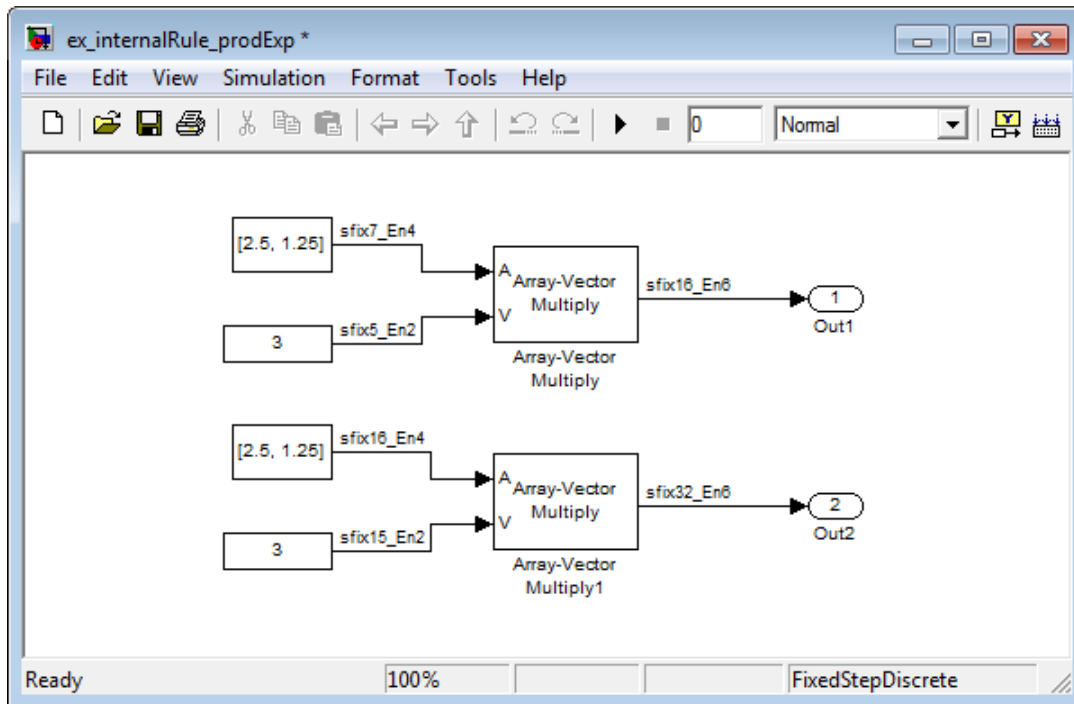 ex_internalRule_prodExp *
File Edit View Simulation Format Tools Help
0 Normal
[2.5, 1.25]
sfix7_En4
3
sfix5_En2
A
V
Array-Vector
Multiply
sfix16_En6
1
Out1
Array-Vector
Multiply
[2.5, 1.25]
sfix16_En4
3
sfix15_En2
A
V
Array-Vector
Multiply
sfix32_En6
2
Out2
Array-Vector
Multiply1
Ready 100% FixedStepDiscrete